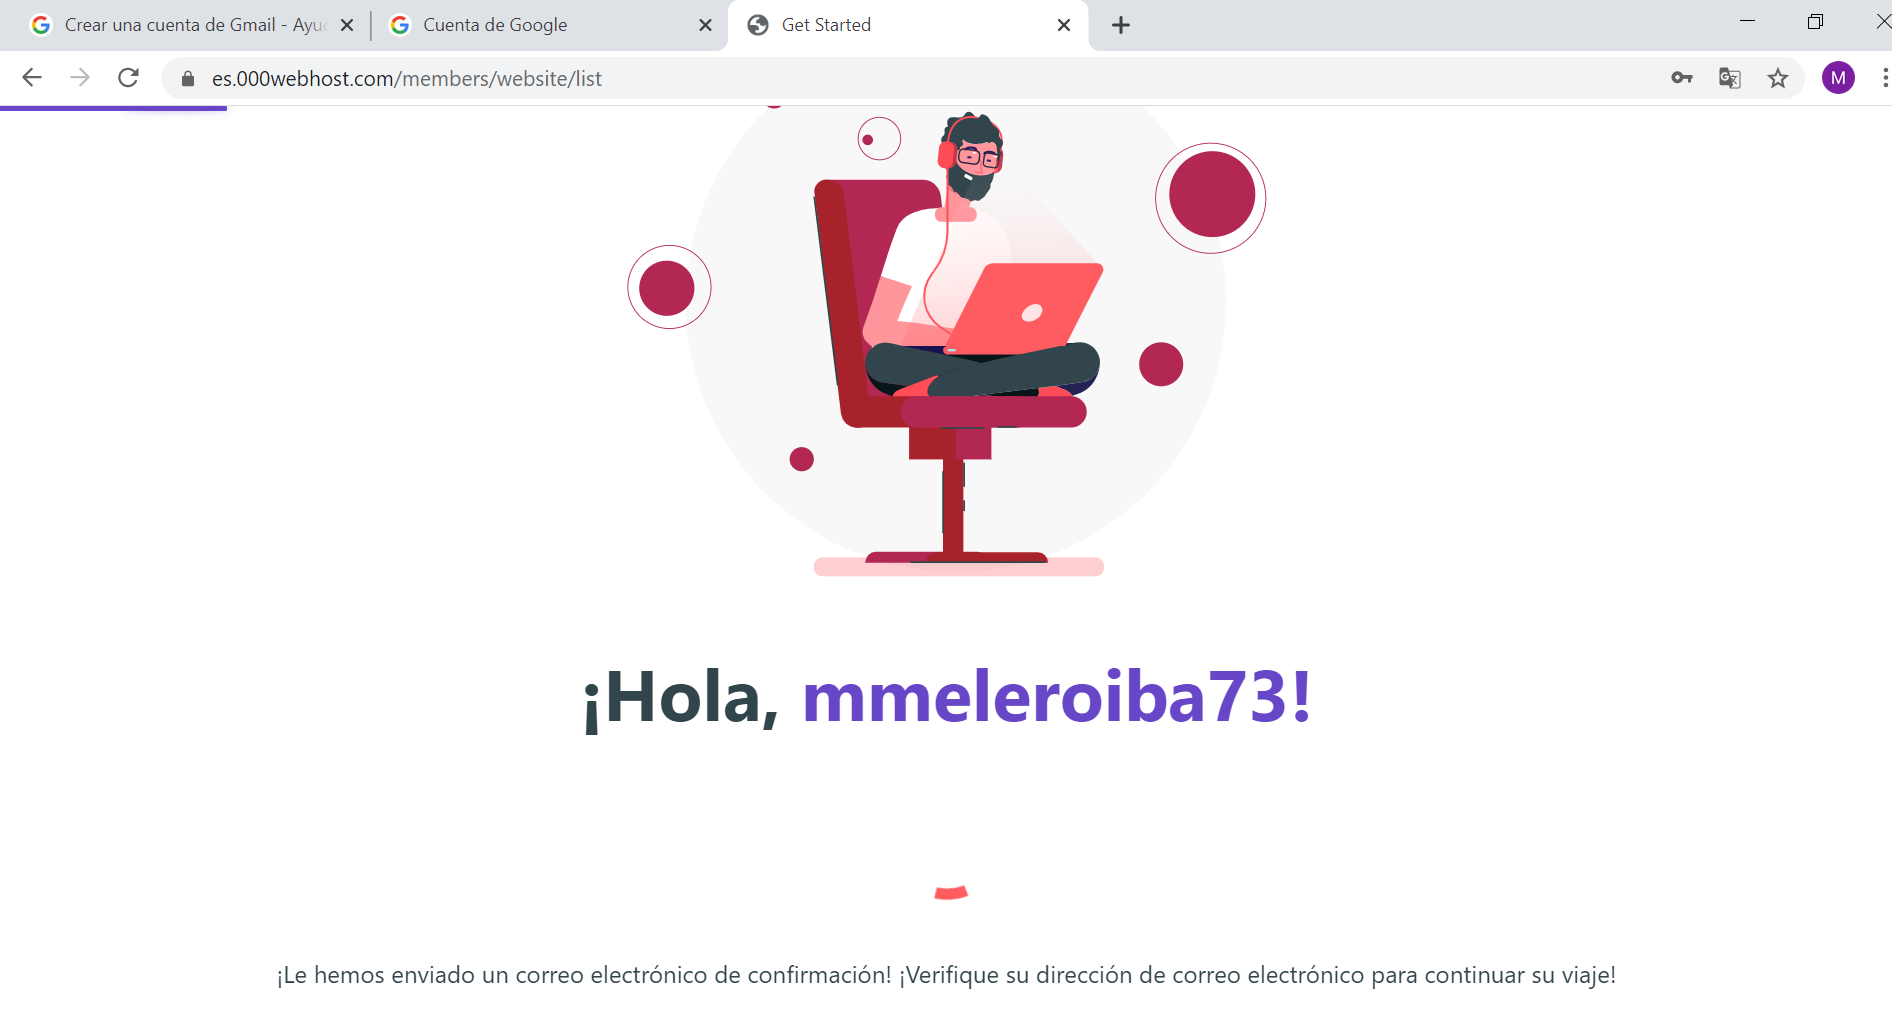 Crear una cuenta de Gmail - Ayu
Cuenta de Google
Get Started
es.000webhost.com/members/website/list
M
¡Hola, mmeleroiba73!
¡Le hemos enviado un correo electrónico de confirmación! ¡Verifique su dirección de correo electrónico para continuar su viaje!